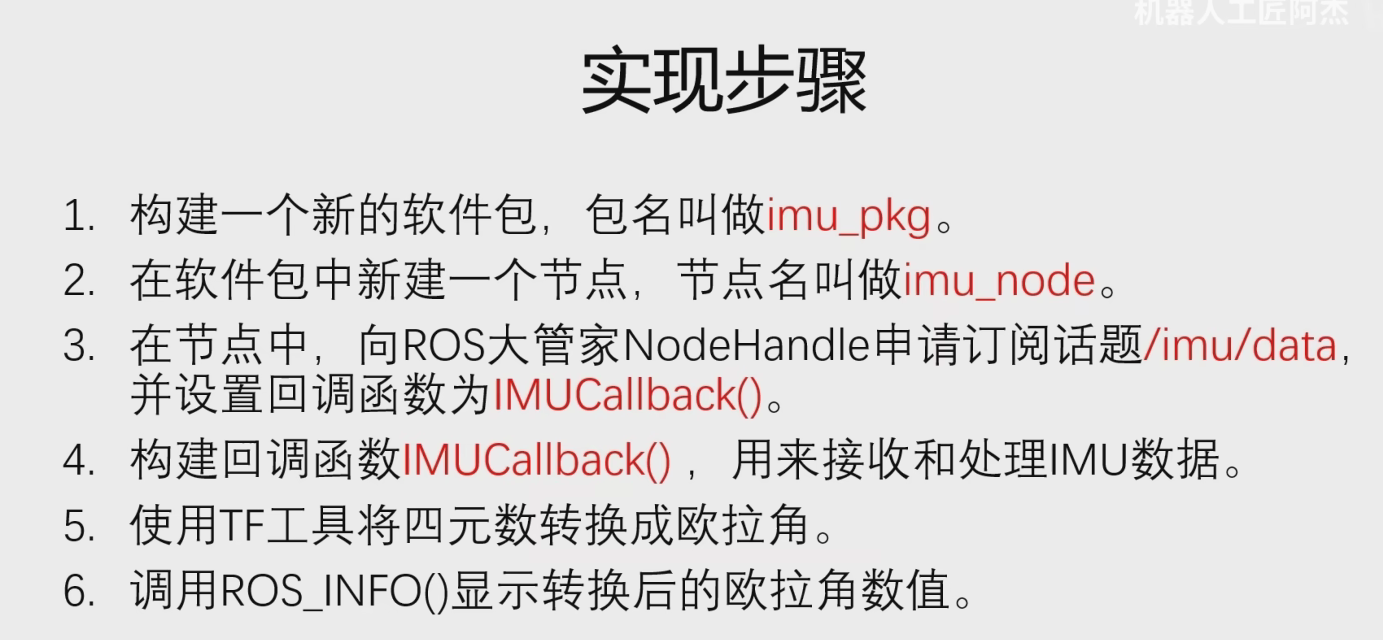 机器人工匠阿杰
实现步骤
1. 构建一个新的软件包，包名叫做imu_pkg。
2. 在软件包中新建一个节点，节点名叫做imu_node。
3. 在节点中，向ROS大管家NodeHandle申请订阅话题/imu/data，
并设置回调函数为IMUCallback()。
4. 构建回调函数IMUCallback()，用来接收和处理IMU数据。
5. 使用TF工具将四元数转换成欧拉角。
6. 调用ROS_INFO()显示转换后的欧拉角数值。